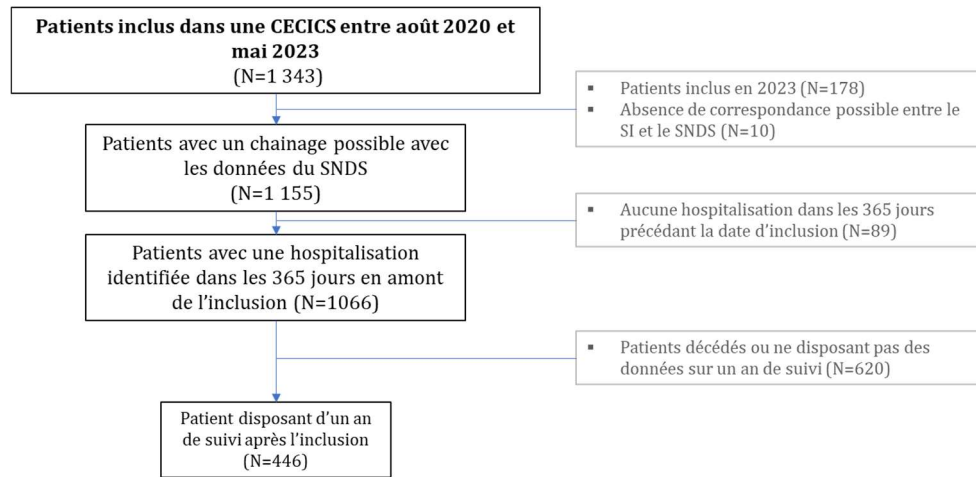 Patients inclus dans une CECICS entre août 2020 et
mai 2023
(N=1 343)
▪ Patients inclus en 2023 (N=178)
▪ Absence de correspondance possible entre le
SI et le SNDS (N=10)
Patients avec un chainage possible avec
les données du SNDS
(N=1 155)
▪ Aucune hospitalisation dans les 365 jours
précédant la date d’inclusion (N=89)
Patients avec une hospitalisation
identifiée dans les 365 jours en amont
de l’inclusion (N=1066)
▪ Patients décédés ou ne disposant pas des
données sur un an de suivi (N=620)
Patient disposant d’un an
de suivi après l’inclusion
(N=446)